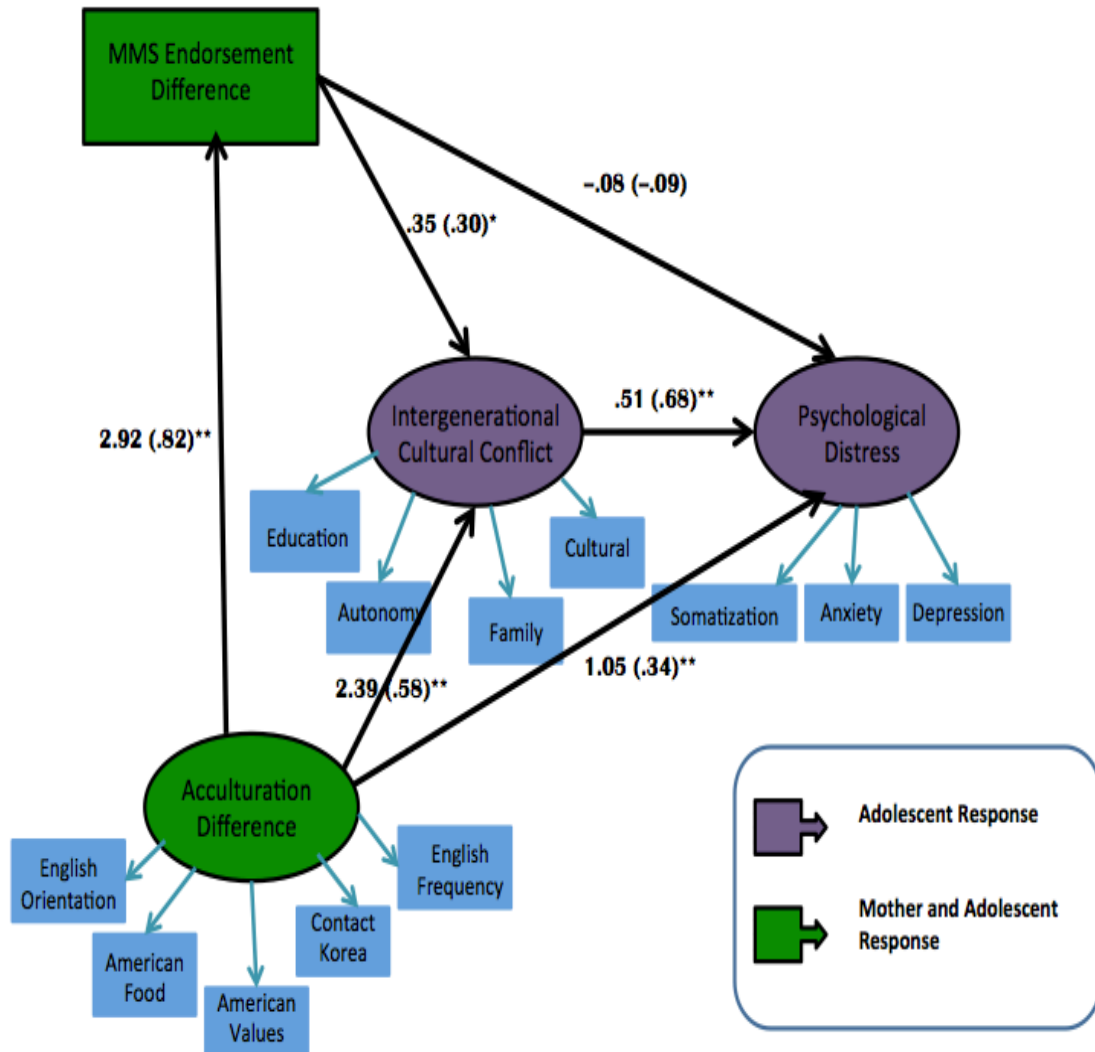 MMS Endorsement
Difference
–.08 (–.09)
.35 (.30)*
2.92 (.82)**
Intergenerational
Cultural Conflict
.51 (.68)**
Psychological
Distress
Education
Autonomy
Family
Cultural
Somatization
Anxiety
Depression
2.39 (.58)**
1.05 (.34)**
Acculturation
Difference
English
Orientation
American
Food
American
Values
Contact
Korea
English
Frequency
Adolescent Response
Mother and Adolescent
Response